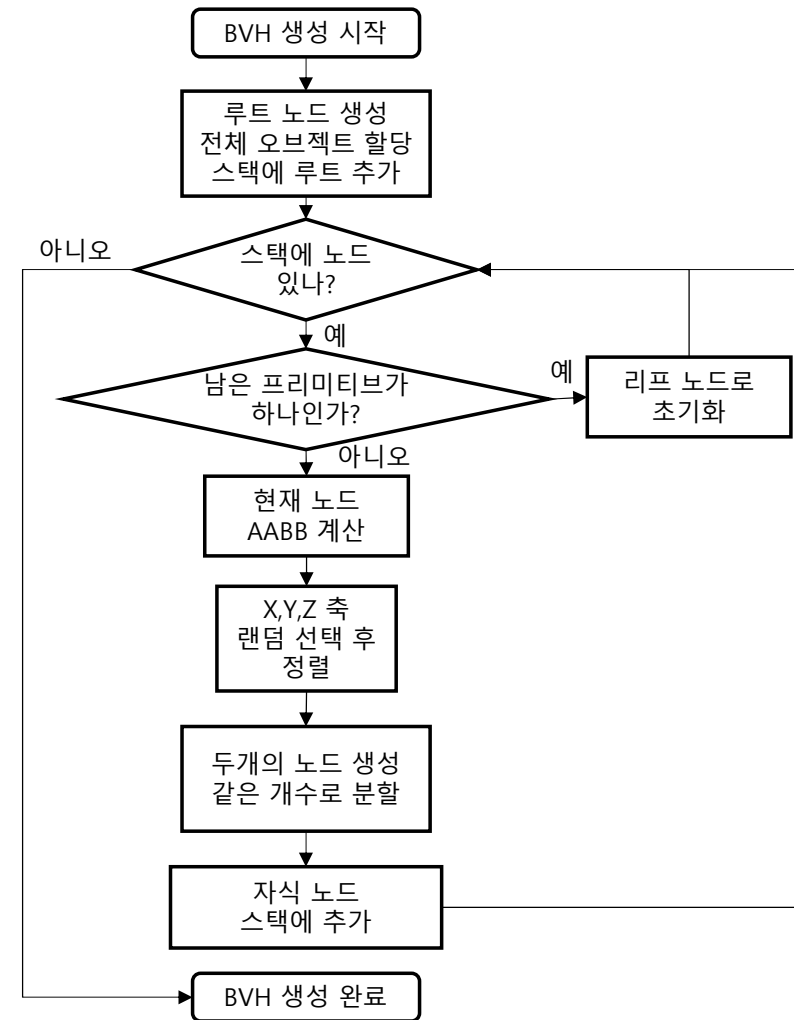 BVH 생성 시작
루트 노드 생성
전체 오브젝트 할당
스택에 루트 추가
아니오
스택에 노드
있나?
예
남은 프리미티브가
하나인가?
예
리프 노드로
초기화
아니오
현재 노드
AABB 계산
X,Y,Z 축
랜덤 선택 후
정렬
두개의 노드 생성
같은 개수로 분할
자식 노드
스택에 추가
BVH 생성 완료